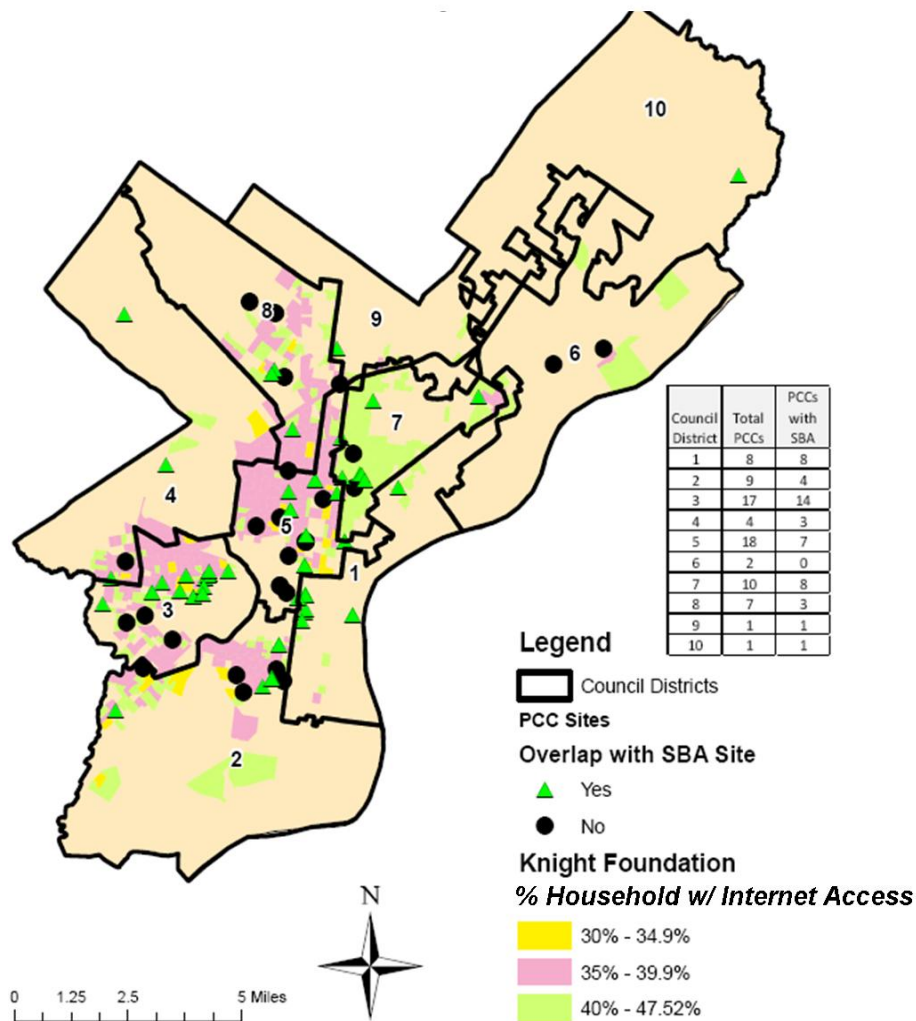 10
8
9
6
7
4
5
1
3
2
Council District | Total PCCs | PCCs with SBA
1 | 8 | 8
2 | 9 | 4
3 | 17 | 14
4 | 4 | 3
5 | 18 | 7
6 | 2 | 0
7 | 10 | 8
8 | 7 | 3
9 | 1 | 1
10 | 1 | 1
Legend
Council Districts
PCC Sites
Overlap with SBA Site
Yes
No
Knight Foundation
% Household w/ Internet Access
30% - 34.9%
35% - 39.9%
40% - 47.52%
N
0 1.25 2.5 5 Miles